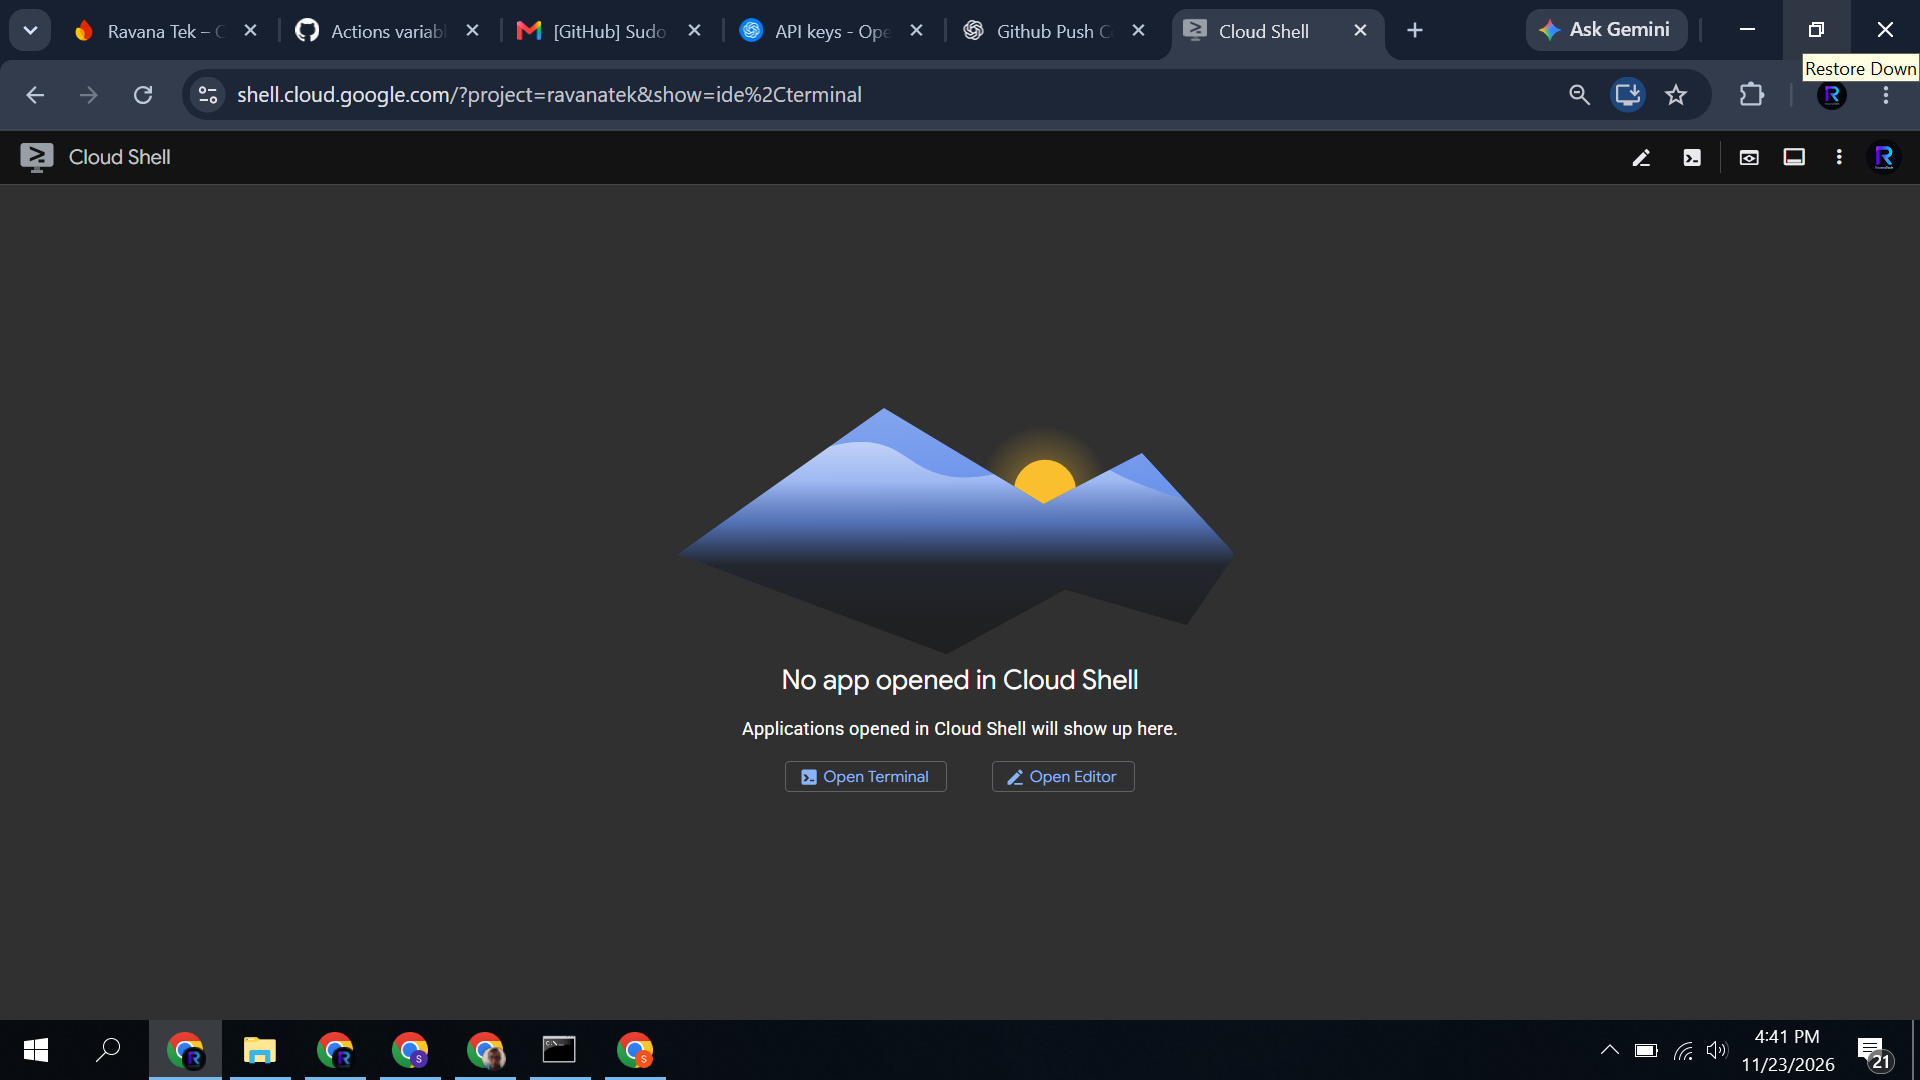 Ravana Tek – C
Actions variabl
[GitHub] Sudo
API keys - Ope
Github Push C
Cloud Shell
Ask Gemini
Restore Down
shell.cloud.google.com/?project=ravanatek&show=ide%2Cterminal
Cloud Shell
No app opened in Cloud Shell
Applications opened in Cloud Shell will show up here.
Open Terminal
Open Editor
4:41 PM
11/23/2026
21